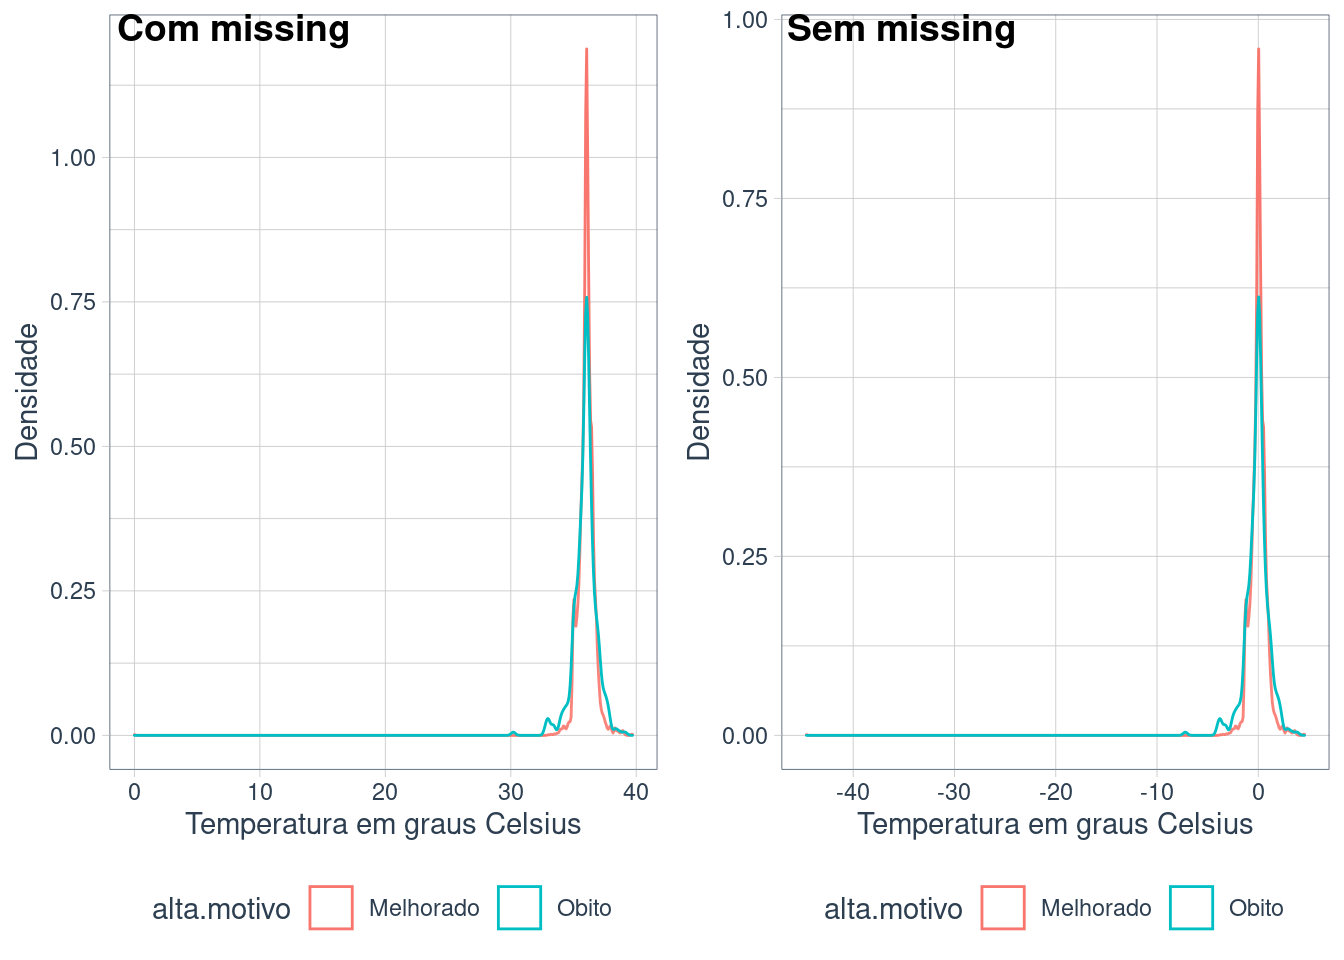 Com missing
1.00
0.75
0.50
0.25
0.00
Densidade
0 10 20 30 40
Temperatura em graus Celsius
alta.motivo Melhorado Obito
Sem missing
1.00
0.75
0.50
0.25
0.00
Densidade
-40 -30 -20 -10 0
Temperatura em graus Celsius
alta.motivo Melhorado Obito